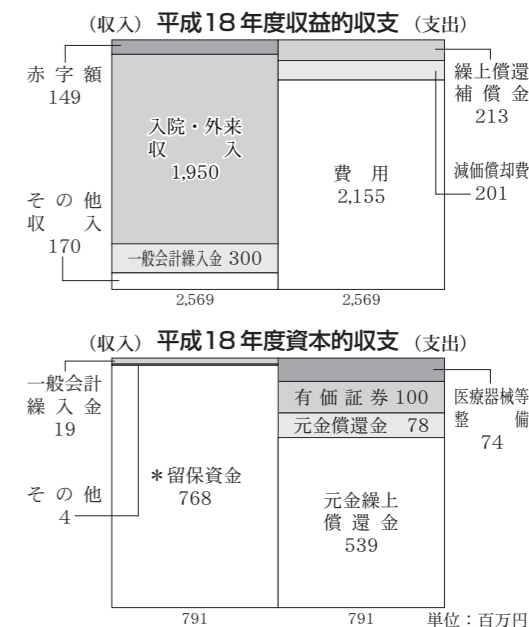 (収入) 平成18年度収益的収支 (支出)
赤字額
149
入院・外来
収入
1,950
その他
収入
170
一般会計繰入金 300
2,569
繰上償還
補償金
213
減価償却費
201
費用
2,155
2,569
(収入) 平成18年度資本的収支 (支出)
一般会計
繰入金
19
その他
4
＊留保資金
768
791
有価証券 100
元金償還金 78
医療器械等
整備
74
元金繰上
償還金
539
791
単位：百万円